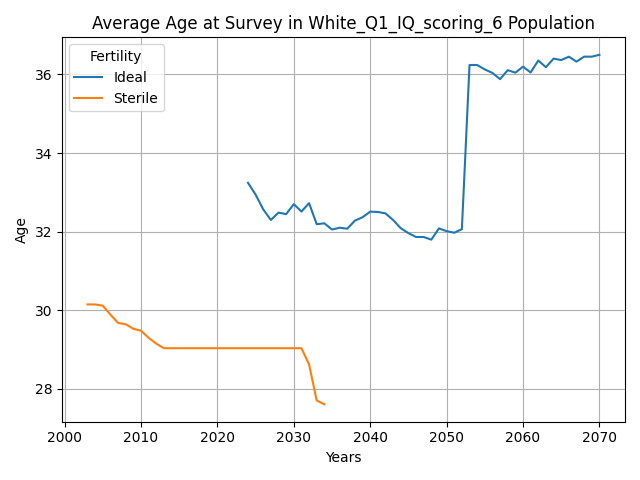 Average Age at Survey in White_Q1_IQ_scoring_6 Population
Fertility
Ideal
Sterile
36
34
32
30
28
Age
2000 2010 2020 2030 2040 2050 2060 2070
Years